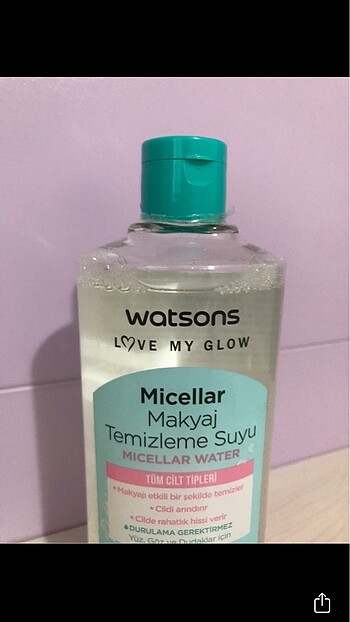 watsons
LOVE MY GLOW
Micellar
Makyaj
Temizleme Suyu
MICELLAR WATER
TÜM CİLT TİPLERİ
• Makyajı etkili bir şekilde temizler
• Cildi arındırır
• Cilde rahatlık hissi verir
DURULAMA GEREKTİRMEZ
Yüz, Göz ve Dudaklar için